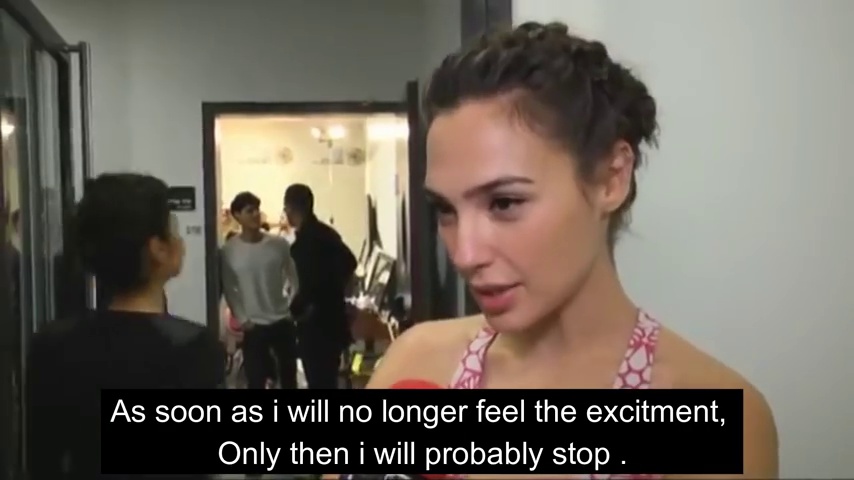 As soon as i will no longer feel the excitment,
Only then i will probably stop .